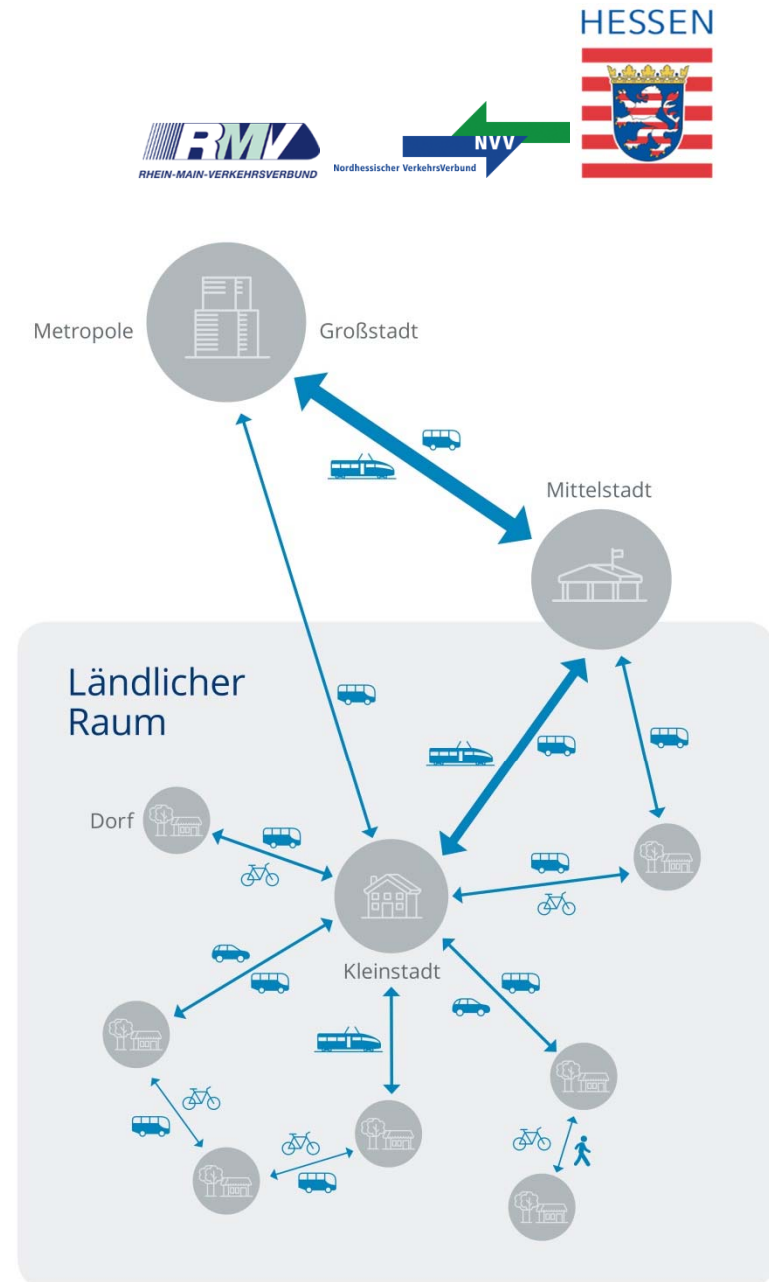 HESSEN
RMV
RHEIN-MAIN-VERKEHRSVERBUND
NVV
Nordhessischer VerkehrsVerbund
Metropole
Großstadt
Mittelstadt
Ländlicher
Raum
Dorf
Kleinstadt